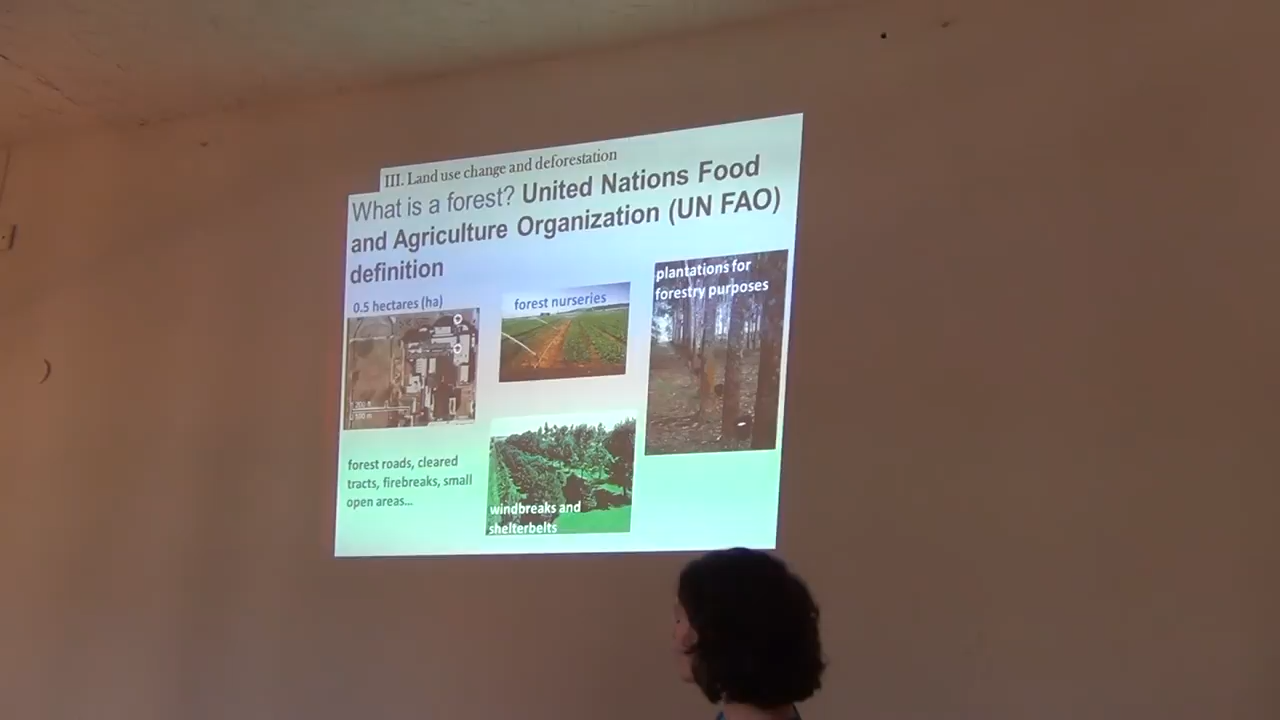 III. Land use change and deforestation
What is a forest? United Nations Food
and Agriculture Organization (UN FAO)
definition
0.5 hectares (ha)
forest nurseries
plantations for
forestry purposes
forest roads, cleared
tracts, firebreaks, small
open areas...
windbreaks and
shelterbelts